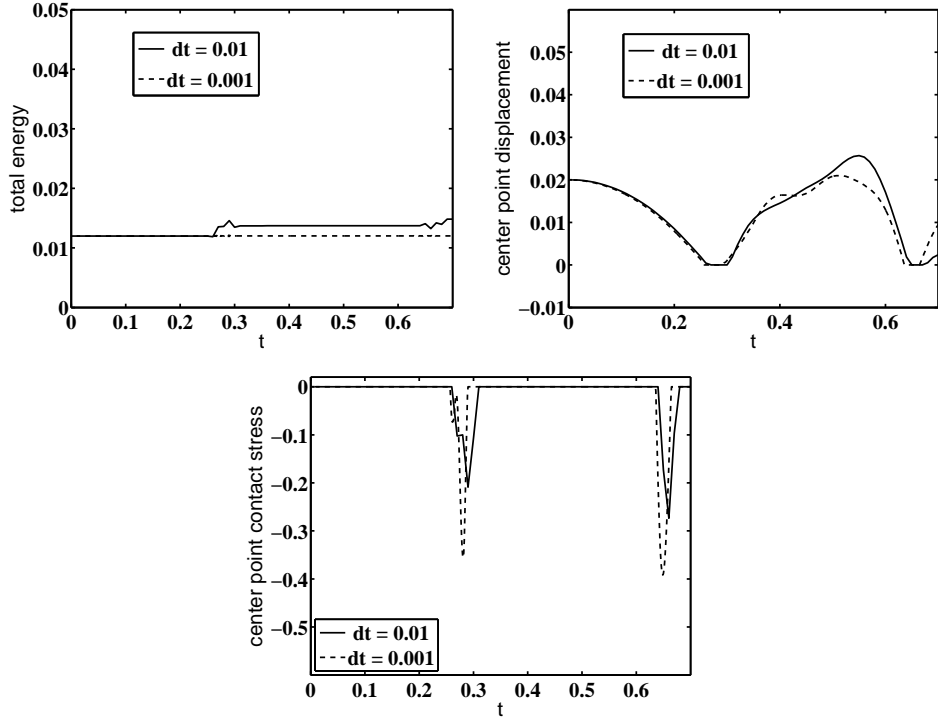 0.05
0.04
0.03
0.02
0.01
0
total energy
dt = 0.01
dt = 0.001
0 0.1 0.2 0.3 0.4 0.5 0.6
t
0.06
0.05
0.04
0.03
0.02
0.01
0
−0.01
center point displacement
dt = 0.01
dt = 0.001
0 0.2 0.4 0.6
t
0
−0.1
−0.2
−0.3
−0.4
−0.5
center point contact stress
dt = 0.01
dt = 0.001
0 0.1 0.2 0.3 0.4 0.5 0.6
t